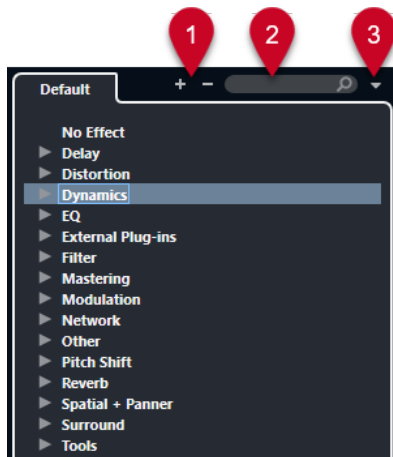 1 2 3
Default + −
No Effect
Delay
Distortion
Dynamics
EQ
External Plug-ins
Filter
Mastering
Modulation
Network
Other
Pitch Shift
Reverb
Spatial + Panner
Surround
Tools